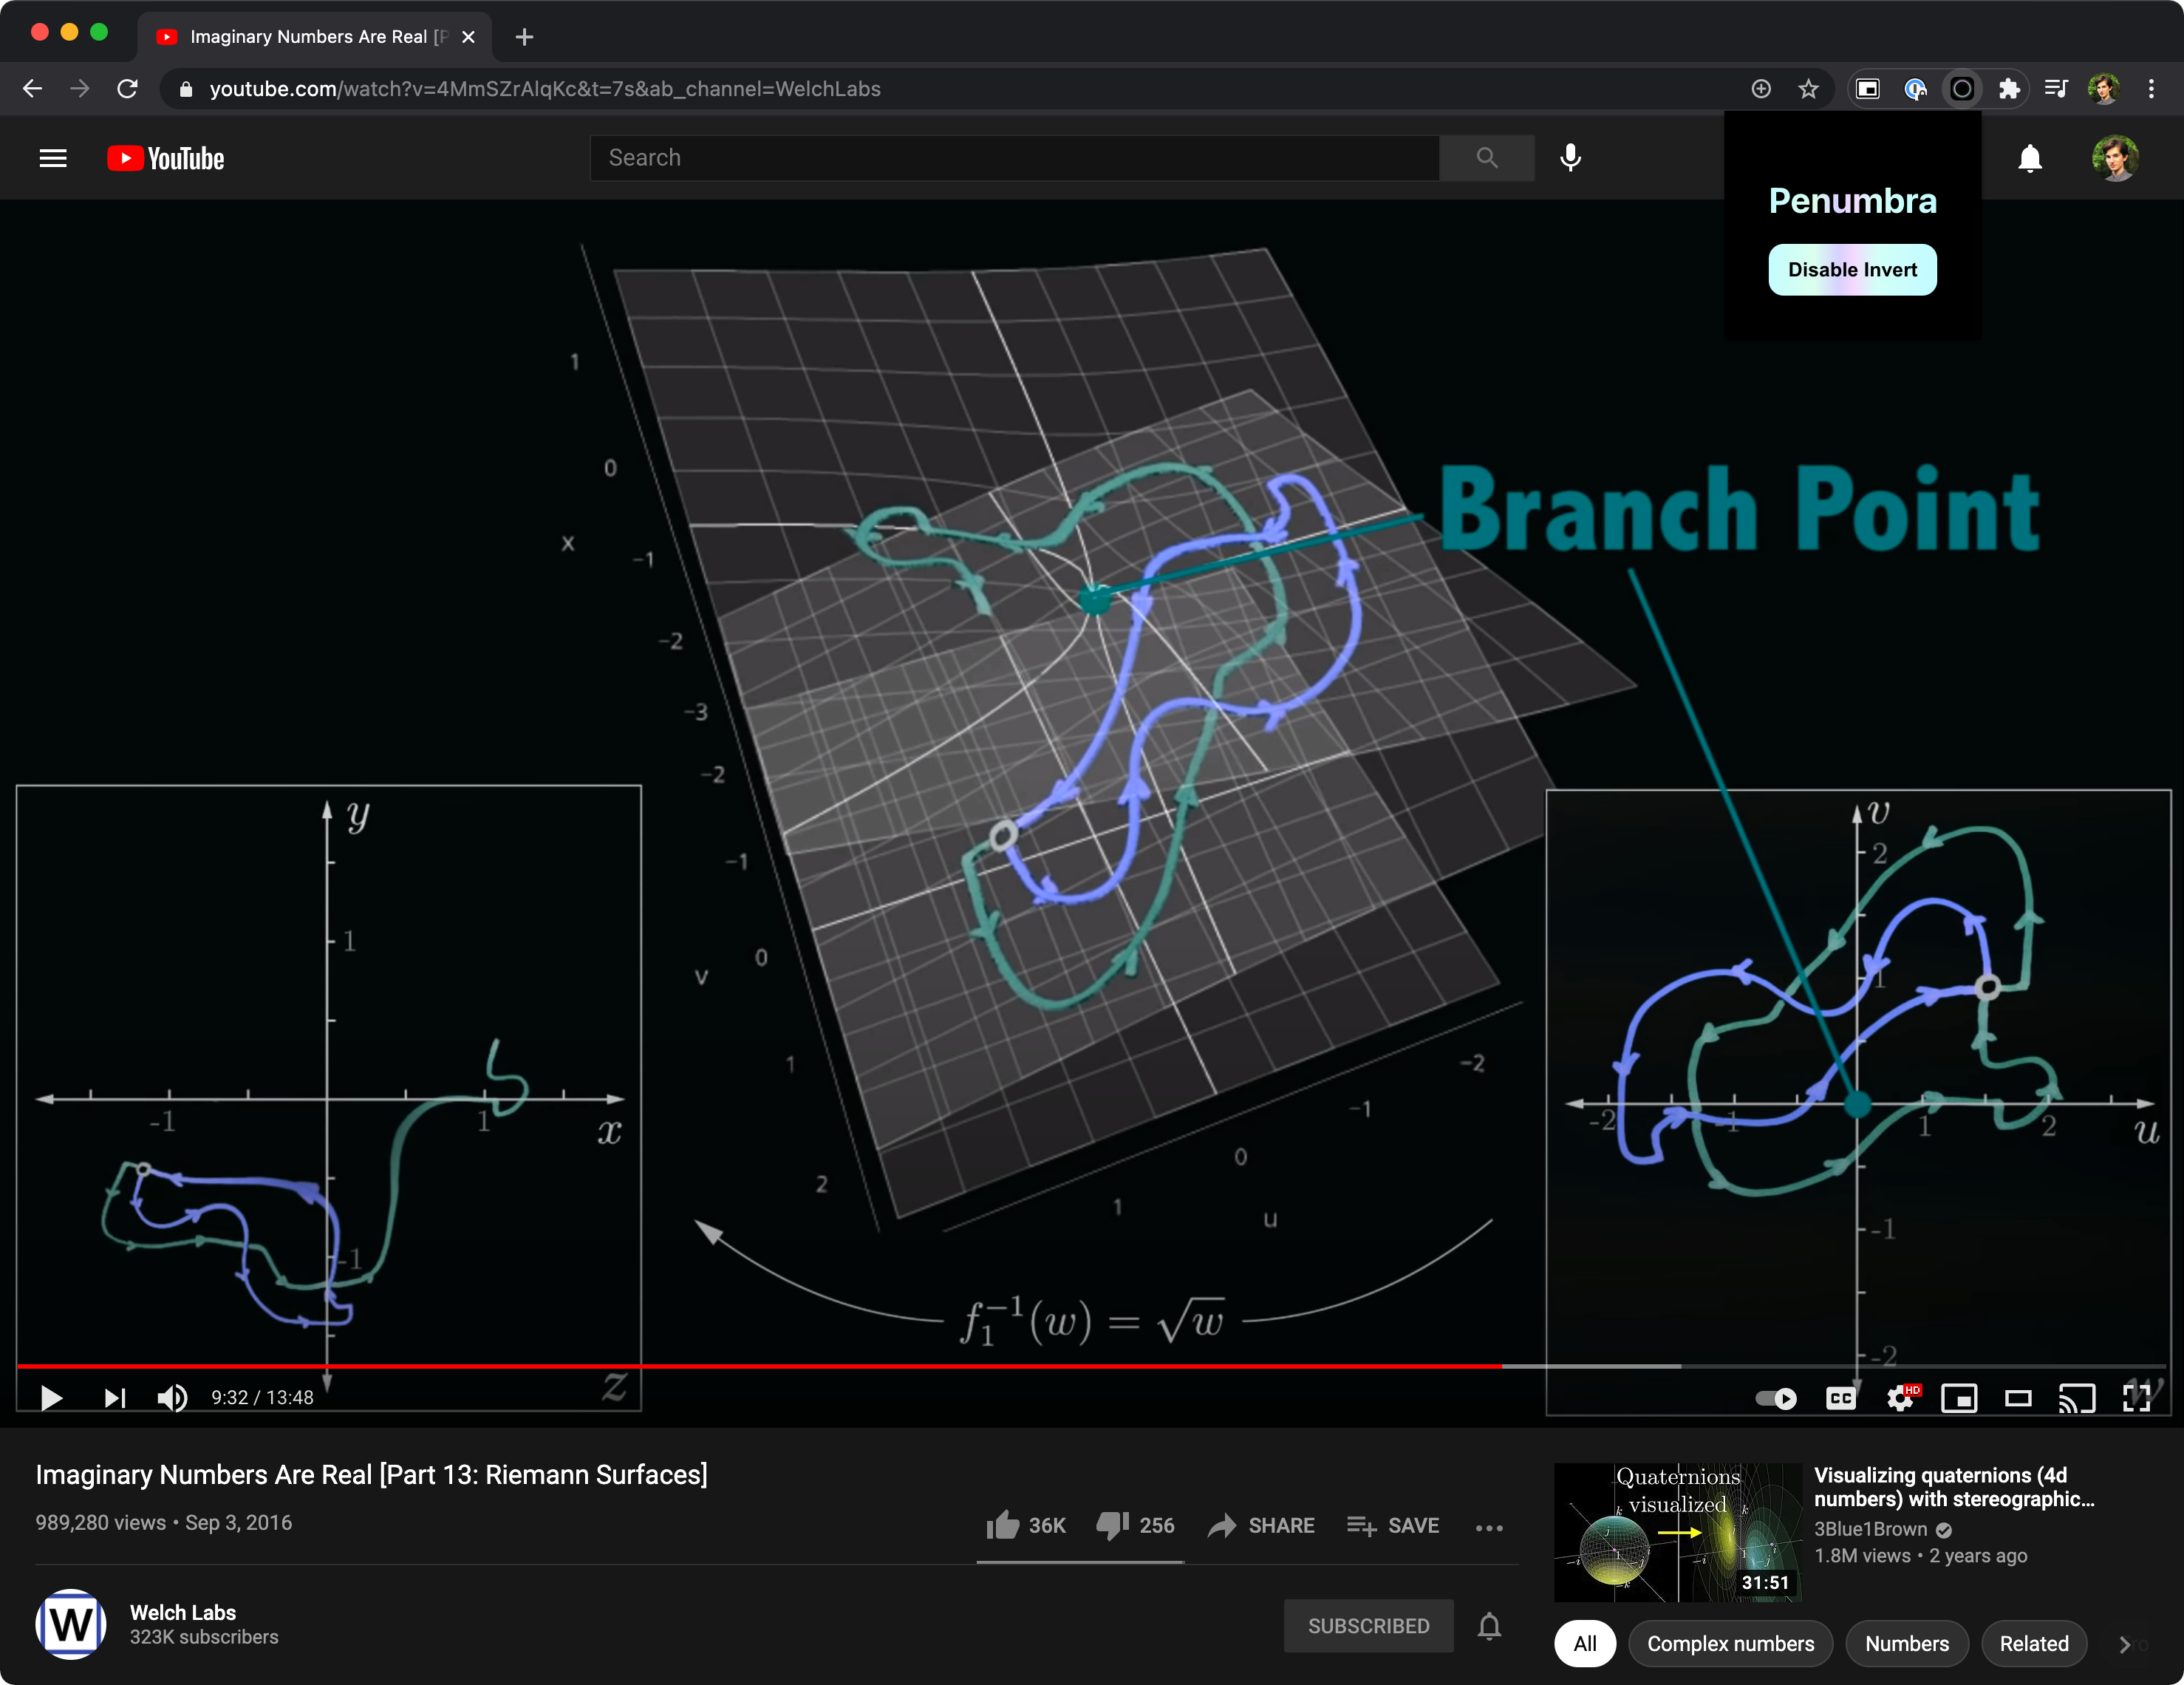 Imaginary Numbers Are Real [P
youtube.com/watch?v=4MmSZrAlqKc&t=7s&ab_channel=WelchLabs
YouTube
Search
Penumbra
Disable Invert
Branch Point
1
0
x
−1
−2
−3
−2
−1
v
0
1
2
−2
−1
0
1
u
y
1
-1
1
x
-1
z
v
2
1
-2
-1
1
2
u
-1
-2
w
f₁⁻¹(w) = √w
9:32 / 13:48
CC
HD
Imaginary Numbers Are Real [Part 13: Riemann Surfaces]
989,280 views • Sep 3, 2016
36K
256
SHARE
SAVE
W
Welch Labs
323K subscribers
SUBSCRIBED
Quaternions
visualized
31:51
Visualizing quaternions (4d
numbers) with stereographic...
3Blue1Brown
1.8M views • 2 years ago
All
Complex numbers
Numbers
Related